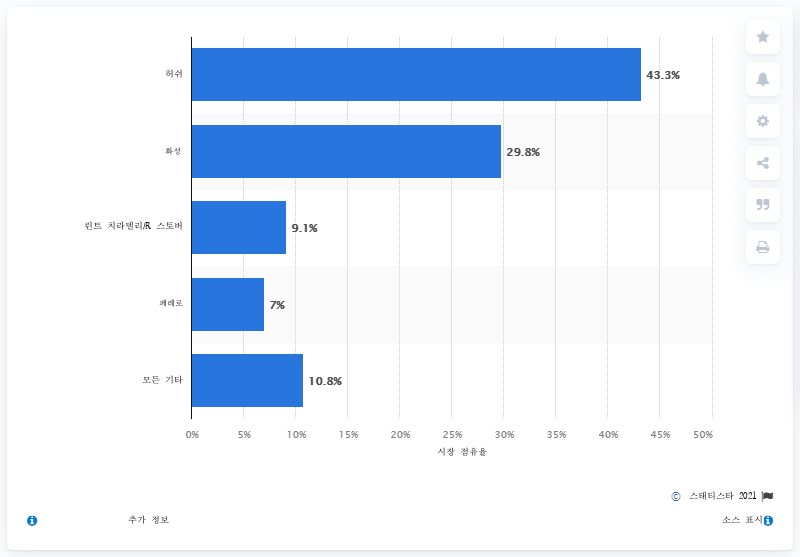 허쉬
43.3%
화성
29.8%
린트 치라델리/R 스토버
9.1%
페레로
7%
모든 기타
10.8%
0% 5% 10% 15% 20% 25% 30% 35% 40% 45% 50%
시장 점유율
© 스태티스타 2021
추가 정보
소스 표시